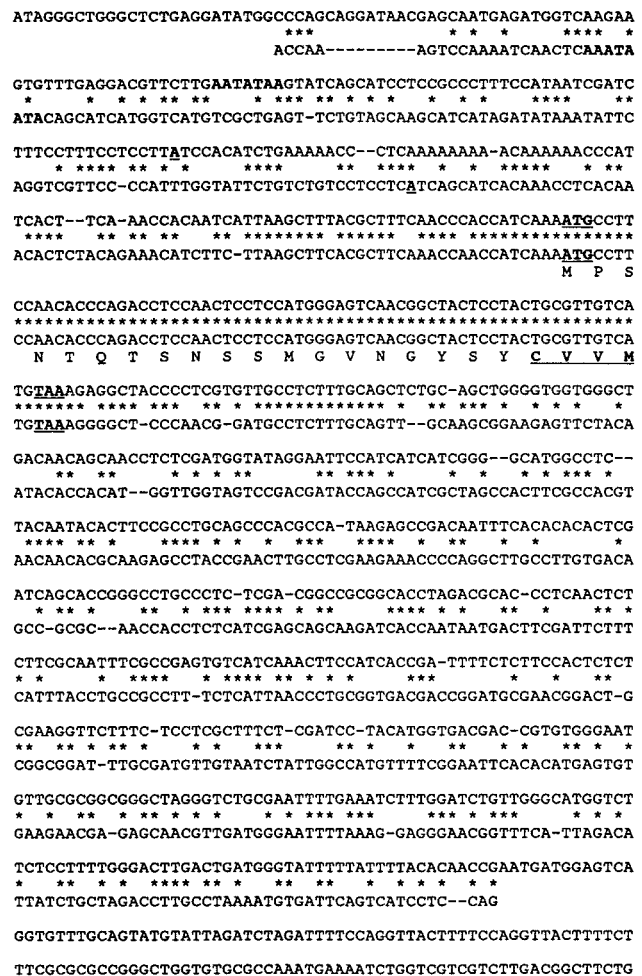 ATAGGGCTGGGCTCTGAGGATATGGCCCAGCAGGATAACGAGCAATGAGATGGTCAAGAA
*** * * **** *
ACCAA---------AGTCCAAAATCAACTCAAATA
GTGTTTGAGGACGTTCTTGAATATAAGTATCAGCATCCTCCGCCCTTTCCATAATCGATC
* * * * * * * *** *** ** * * * * * *** ** * *
ATACAGCATCATGGTCATGTCGCTGAGT-TCTGTAGCAAGCATCATAGATATAAATATTC
TTTCCTTTCCTCCTTATCCACATCTGAAAAACC--CTCAAAAAAAA-ACAAAAAACCCAT
* **** *** * **** *** * * * **** ** *
AGGTCGTTCC-CCATTTGGTATTCTGTCTGTCCTCCTCATCAGCATCACAAACCTCACAA
TCACT--TCA-AACCACAATCATTAAGCTTTACGCTTTCAACCCACCATCAAAATGCCTT
**** ** * *** *** * ******** ***** **** ** ****************
ACACTCTACAGAAACATCTTC-TTAAGCTTCACGCTTCAAACCAACCATCAAAATGCCTT
M P S
CCAACACCCAGACCTCCAACTCCTCCATGGGAGTCAACGGCTACTCCTACTGCGTTGTCA
************************************************************
CCAACACCCAGACCTCCAACTCCTCCATGGGAGTCAACGGCTACTCCTACTGCGTTGTCA
N T Q T S N S S M G V N G Y S Y C V V M
TGTAAAGAGGCTACCCCTCGTGTTGCCTCTTTGCAGCTCTGC-AGCTGGGGTGGTGGGCT
TGTAAAGGGGCT-CCCAACG-GATGCCTCTTTGCAGTT--GCAAGCGGAAGAGTTCTACA
GACAACAGCAACCTCTCGATGGTATAGGAATTCCATCATCATCGGG--GCATGGCCTC--
ATACACCACAT--GGTTGGTAGTCCGACGATACCAGCCATCGCTAGCCACTTCGCCACGT
TACAATACACTTCCGCCTGCAGCCCACGCCA-TAAGAGCCGACAATTTCACACACACTCG
AACAACACGCAAGAGCCTACCGAACTTGCCTCGAAGAAACCCCAGGCTTGCCTTGTGACA
ATCAGCACCGGGCCTGCCCTC-TCGA-CGGCCGCGGCACCTAGACGCAC-CCTCAACTCT
GCC-GCGC--AACCACCTCTCATCGAGCAGCAAGATCACCAATAATGACTTCGATTCTTT
CTTCGCAATTTCGCCGAGTGTCATCAAACTTCCATCACCGA-TTTTCTCTTCCACTCTCT
CATTTACCTGCCGCCTT-TCTCATTAACCCTGCGGTGACGACCGGATGCGAACGGACT-G
CGAAGGTTCTTTC-TCCTCGCTTTCT-CGATCC-TACATGGTGACGAC-CGTGTGGGAAT
CGGCGGAT-TTGCGATGTTGTAATCTATTGGCCATGTTTTCGGAATTCACACATGAGTGT
GTTGCGCGGCGGGCTAGGGTCTGCGAATTTTGAAATCTTTGGATCTGTTGGGCATGGTCT
GAAGAACGA-GAGCAACGTTGATGGGAATTTTAAAG-GAGGGAACGGTTTCA-TTAGACA
TCTCCTTTTGGGACTTGACTGATGGGTATTTTTATTTTACACAACCGAATGATGGAGTCA
TTATCTGCTAGACCTTGCCTAAAATGTGATTCAGTCATCCTC--CAG
GGTGTTTGCAGTATGTATTAGATCTAGATTTTCCAGGTTACTTTTCCAGGTTACTTTTCT
TTCGCGCGCCGGGCTGGTGTGCGCCAAATGAAAATCTGGTCGTCGTCTTGACGGCTTCTG